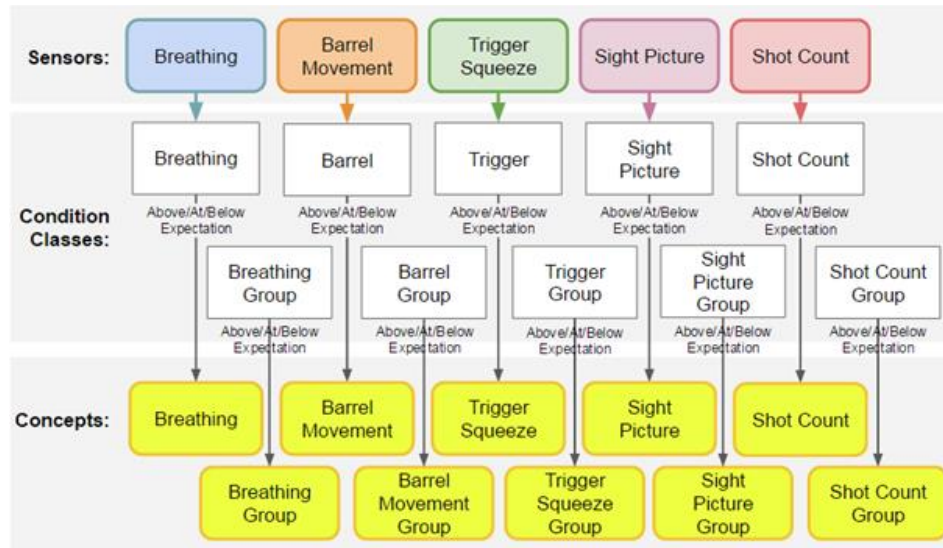 Sensors:
Breathing
Barrel
Movement
Trigger
Squeeze
Sight Picture
Shot Count
Condition
Classes:
Breathing
Barrel
Trigger
Sight
Picture
Shot Count
Above/At/Below
Expectation
Above/At/Below
Expectation
Above/At/Below
Expectation
Above/At/Below
Expectation
Above/At/Below
Expectation
Breathing
Group
Barrel
Group
Trigger
Group
Sight
Picture
Group
Shot Count
Group
Above/At/Below
Expectation
Above/At/Below
Expectation
Above/At/Below
Expectation
Above/At/Below
Expectation
Above/At/Below
Expectation
Concepts:
Breathing
Barrel
Movement
Trigger
Squeeze
Sight
Picture
Shot Count
Breathing
Group
Barrel
Movement
Group
Trigger
Squeeze
Group
Sight
Picture
Group
Shot Count
Group